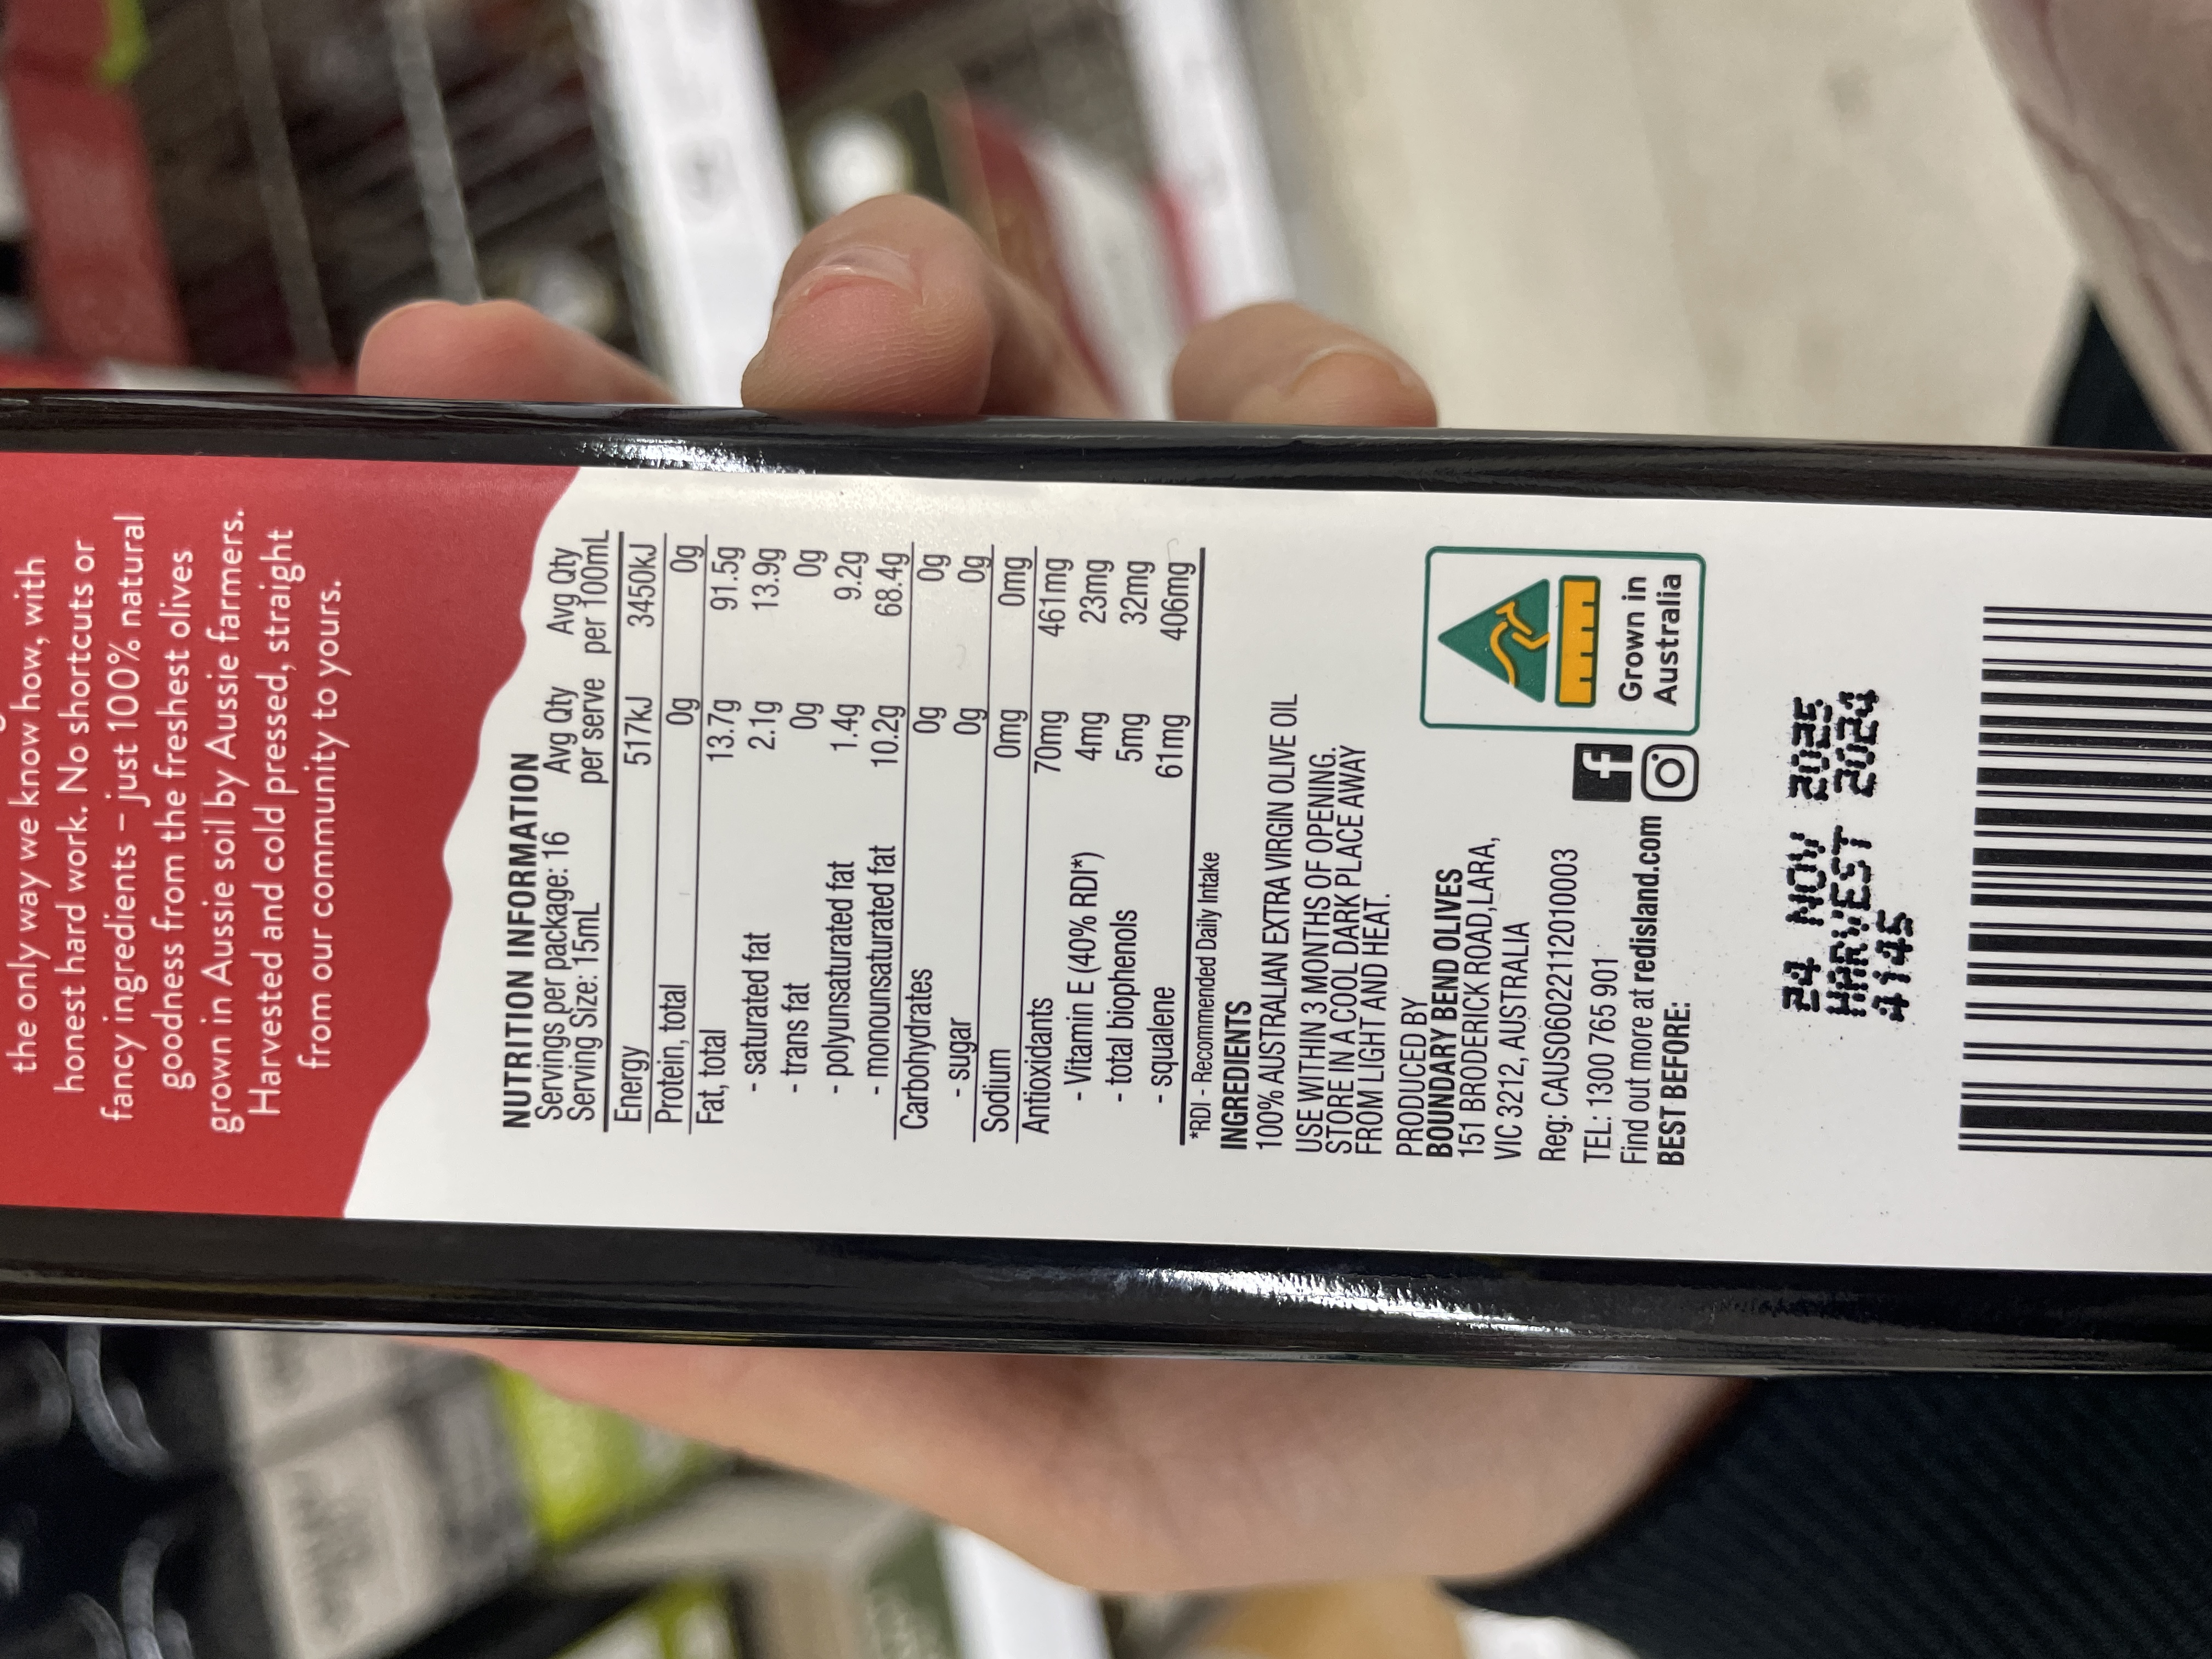 the only way we know how, with
honest hard work. No shortcuts or
fancy ingredients – just 100% natural
goodness from the freshest olives
grown in Aussie soil by Aussie farmers.
Harvested and cold pressed, straight
from our community to yours.
NUTRITION INFORMATION
Servings per package: 16 Avg Qty Avg Qty
Serving Size: 15mL per serve per 100mL
Energy 517kJ 3450kJ
Protein, total 0g 0g
Fat, total 13.7g 91.5g
- saturated fat 2.1g 13.9g
- trans fat 0g 0g
- polyunsaturated fat 1.4g 9.2g
- monounsaturated fat 10.2g 68.4g
Carbohydrates 0g 0g
- sugar 0g 0g
Sodium 0mg 0mg
Antioxidants 70mg 461mg
- Vitamin E (40% RDI*) 4mg 23mg
- total biophenols 5mg 32mg
- squalene 61mg 406mg
*RDI - Recommended Daily Intake
INGREDIENTS
100% AUSTRALIAN EXTRA VIRGIN OLIVE OIL
USE WITHIN 3 MONTHS OF OPENING.
STORE IN A COOL DARK PLACE AWAY
FROM LIGHT AND HEAT.
PRODUCED BY
BOUNDARY BEND OLIVES
151 BRODERICK ROAD,LARA,
VIC 3212, AUSTRALIA
Reg: CAUS06022112010003
TEL: 1300 765 901
Find out more at redisland.com
BEST BEFORE:
Grown in
Australia
24 NOV 2025
HARVEST 2024
4145